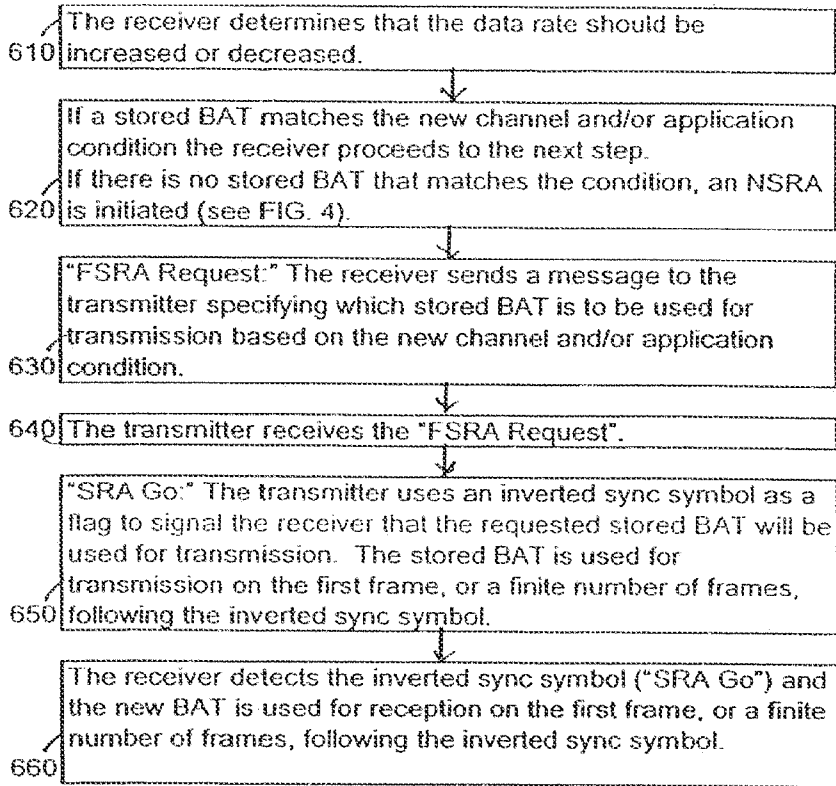 The receiver determines that the data rate should be
610 increased or decreased.
If a stored BAT matches the new channel and/or application
condition the receiver proceeds to the next step.
If there is no stored BAT that matches the condition, an NSRA
620 is initiated (see FIG. 4).
"FSRA Request:" The receiver sends a message to the
transmitter specifying which stored BAT is to be used for
transmission based on the new channel and/or application
630 condition.
640 The transmitter receives the "FSRA Request".
"SRA Go:" The transmitter uses an inverted sync symbol as a
flag to signal the receiver that the requested stored BAT will be
used for transmission. The stored BAT is used for
transmission on the first frame, or a finite number of frames,
650 following the inverted sync symbol.
The receiver detects the inverted sync symbol ("SRA Go") and
the new BAT is used for reception on the first frame, or a finite
number of frames, following the inverted sync symbol.
660